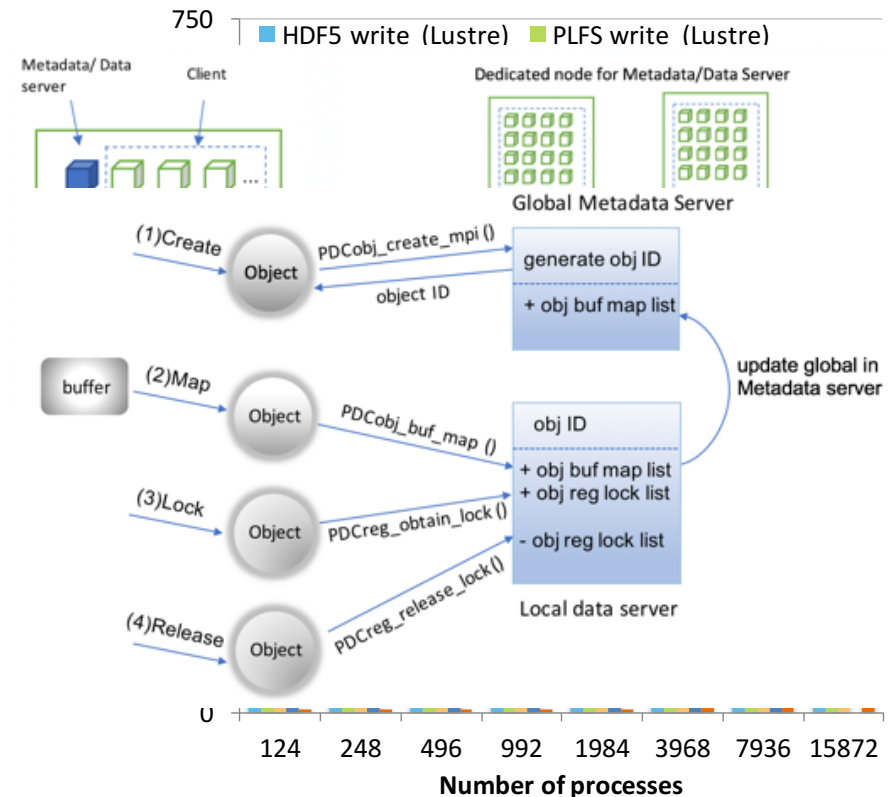 750
HDF5 write (Lustre) PLFS write (Lustre)
Metadata/ Data
server
Client
Dedicated node for Metadata/Data Server
...
Global Metadata Server
(1)Create
Object
PDCobj_create_mpi ()
object ID
generate obj ID
+ obj buf map list
update global in
Metadata server
buffer
(2)Map
Object
PDCobj_buf_map ()
obj ID
+ obj buf map list
+ obj reg lock list
- obj reg lock list
(3)Lock
Object
PDCreg_obtain_lock()
PDCreg_release_lock()
Local data server
(4)Release
Object
0
124 248 496 992 1984 3968 7936 15872
Number of processes